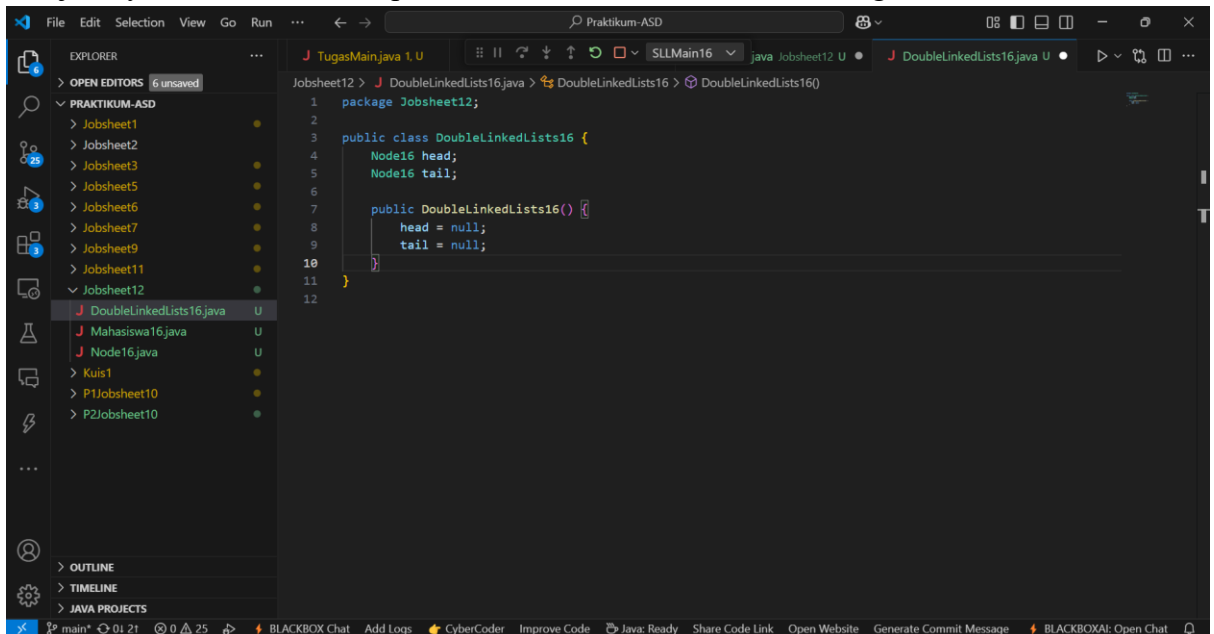 File Edit Selection View Go Run ... Praktikum-ASD
EXPLORER
OPEN EDITORS 6 unsaved
PRAKTIKUM-ASD
Jobsheet1
Jobsheet2
Jobsheet3
Jobsheet5
Jobsheet6
Jobsheet7
Jobsheet9
Jobsheet11
Jobsheet12
J DoubleLinkedLists16.java U
J Mahasiswa16.java U
J Node16.java U
Kuis1
P1Jobsheet10
P2Jobsheet10
OUTLINE
TIMELINE
JAVA PROJECTS
6
25
3
3
J TugasMain.java 1, U SLLMain16 java Jobsheet12 U J DoubleLinkedLists16.java U
Jobsheet12 > J DoubleLinkedLists16.java > DoubleLinkedLists16 > DoubleLinkedLists16()
1 package Jobsheet12;
2
3 public class DoubleLinkedLists16 {
4 Node16 head;
5 Node16 tail;
6
7 public DoubleLinkedLists16() {
8 head = null;
9 tail = null;
10 }
11 }
12
main* 0↓ 2↑ 0 25 BLACKBOX Chat Add Logs CyberCoder Improve Code Java: Ready Share Code Link Open Website Generate Commit Message BLACKBOXAI: Open Chat